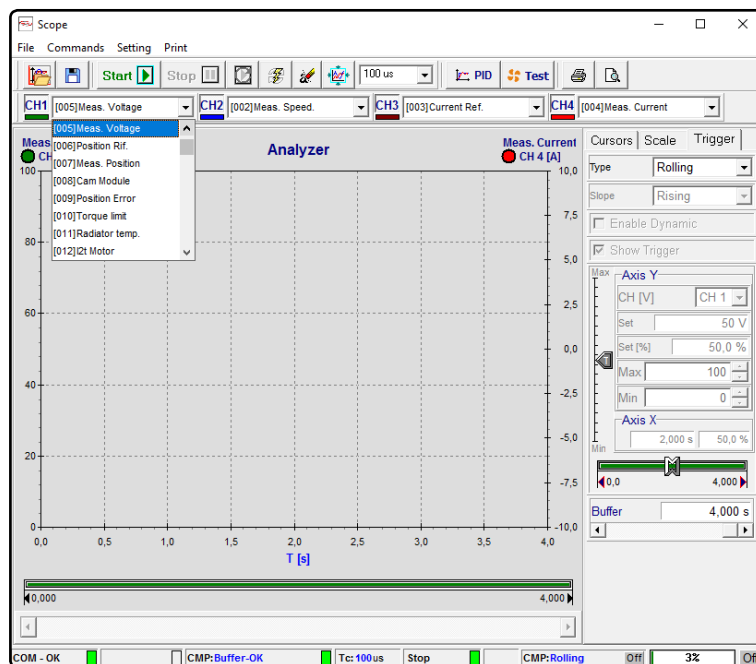 Scope
File Commands Setting Print
Start Stop 100 us PID Test
CH1 [005]Meas. Voltage CH2 [002]Meas. Speed. CH3 [003]Current Ref. CH4 [004]Meas. Current
[005]Meas. Voltage
[006]Position Rif.
[007]Meas. Position
[008]Cam Module
[009]Position Error
[010]Torque limit
[011]Radiator temp.
[012]I2t Motor
Analyzer
Meas. Current
CH 4 [A]
100
80
60
40
20
0
10,0
7,5
5,0
2,5
0,0
-2,5
-5,0
-7,5
-10,0
0,0 0,5 1,0 1,5 2,0 2,5 3,0 3,5 4,0
T [s]
0,000 4,000
Cursors Scale Trigger
Type Rolling
Slope Rising
Enable Dynamic
Show Trigger
Max
Axis Y
CH [V] CH 1
Set 50 V
Set [%] 50,0 %
T
Max 100
Min 0
Axis X
Min
2,000 s 50,0 %
0,0 4,000
Buffer 4,000 s
COM - OK CMP:Buffer-OK Tc:100us Stop CMP:Rolling Off 3%